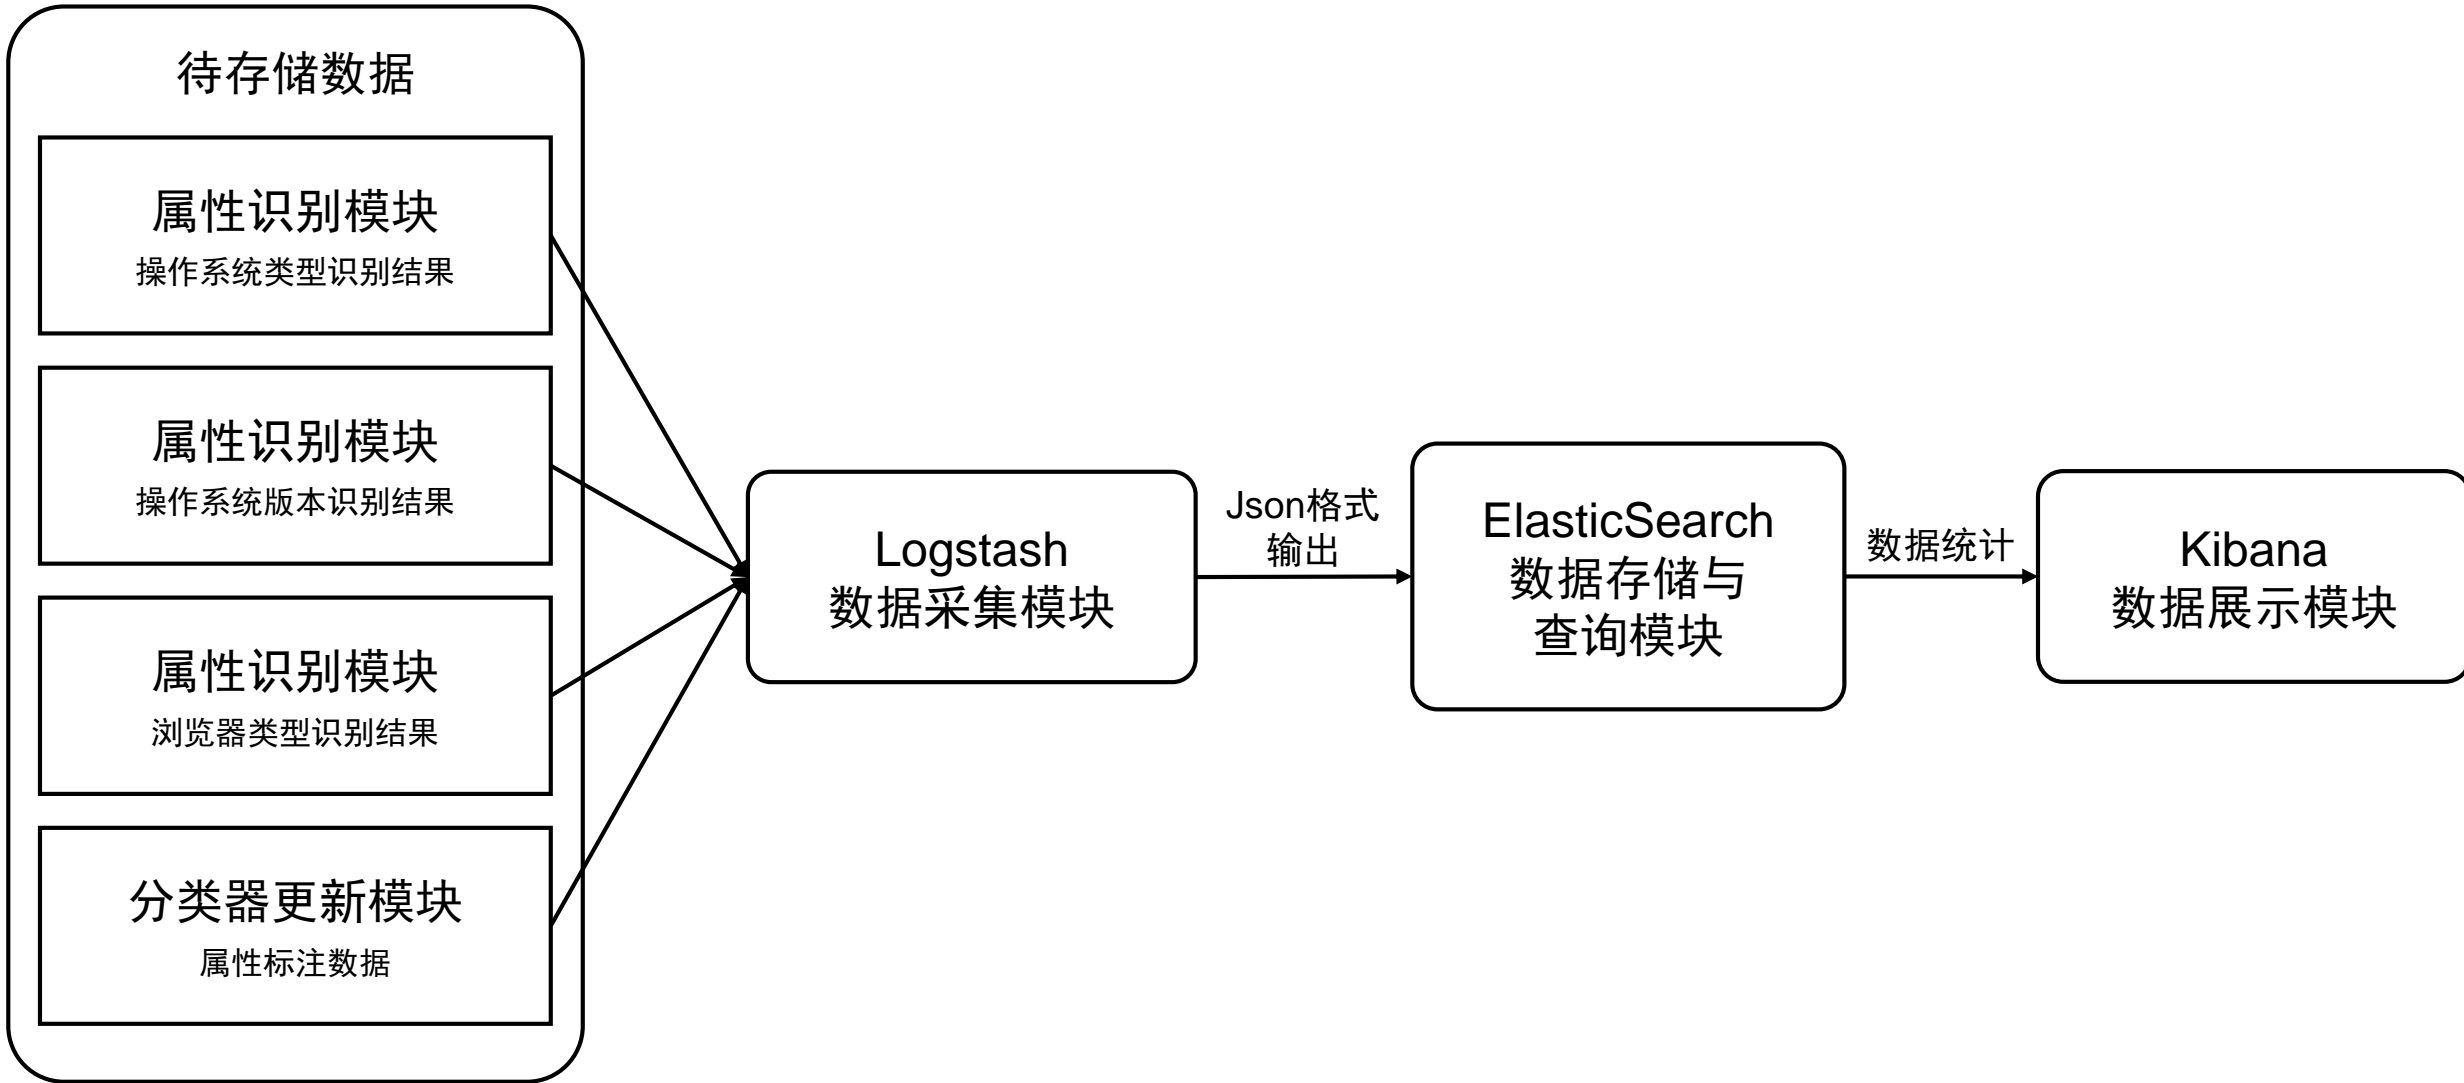 待存储数据
属性识别模块
操作系统类型识别结果
属性识别模块
操作系统版本识别结果
属性识别模块
浏览器类型识别结果
分类器更新模块
属性标注数据
Logstash
数据采集模块
Json格式
输出
ElasticSearch
数据存储与
查询模块
数据统计
Kibana
数据展示模块